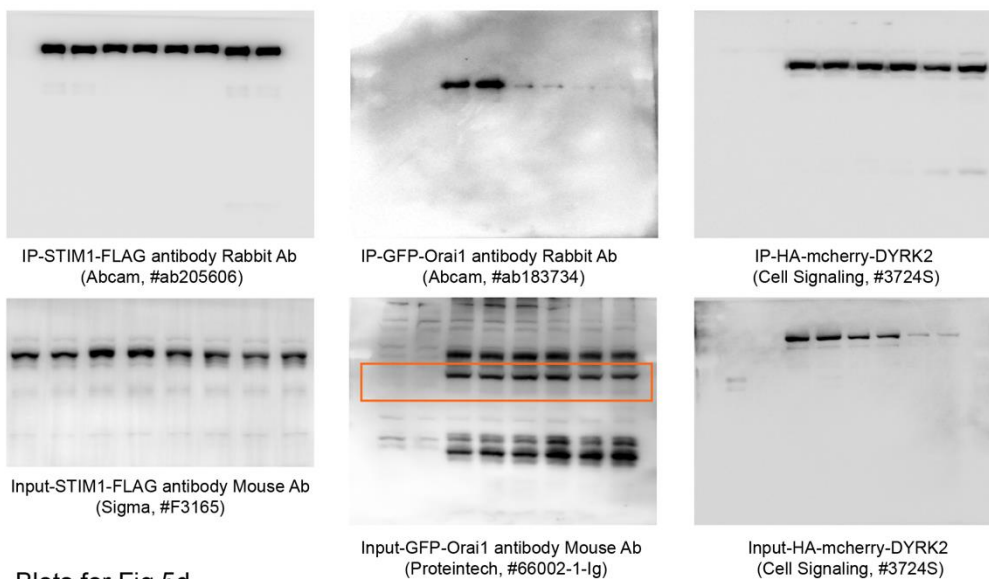 IP-STIM1-FLAG antibody Rabbit Ab
(Abcam, #ab205606)
IP-GFP-Orai1 antibody Rabbit Ab
(Abcam, #ab183734)
IP-HA-mcherry-DYRK2
(Cell Signaling, #3724S)
Input-STIM1-FLAG antibody Mouse Ab
(Sigma, #F3165)
Input-GFP-Orai1 antibody Mouse Ab
(Proteintech, #66002-1-Ig)
Input-HA-mcherry-DYRK2
(Cell Signaling, #3724S)
Blots for Fig 5d